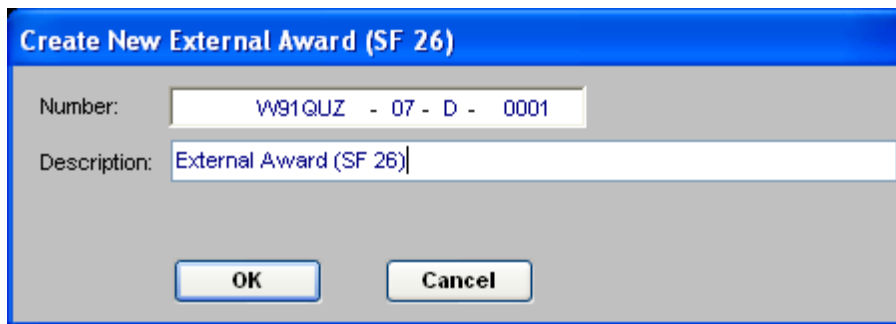 Create New External Award (SF 26)
Number: W91QUZ - 07 - D - 0001
Description: External Award (SF 26)
OK Cancel